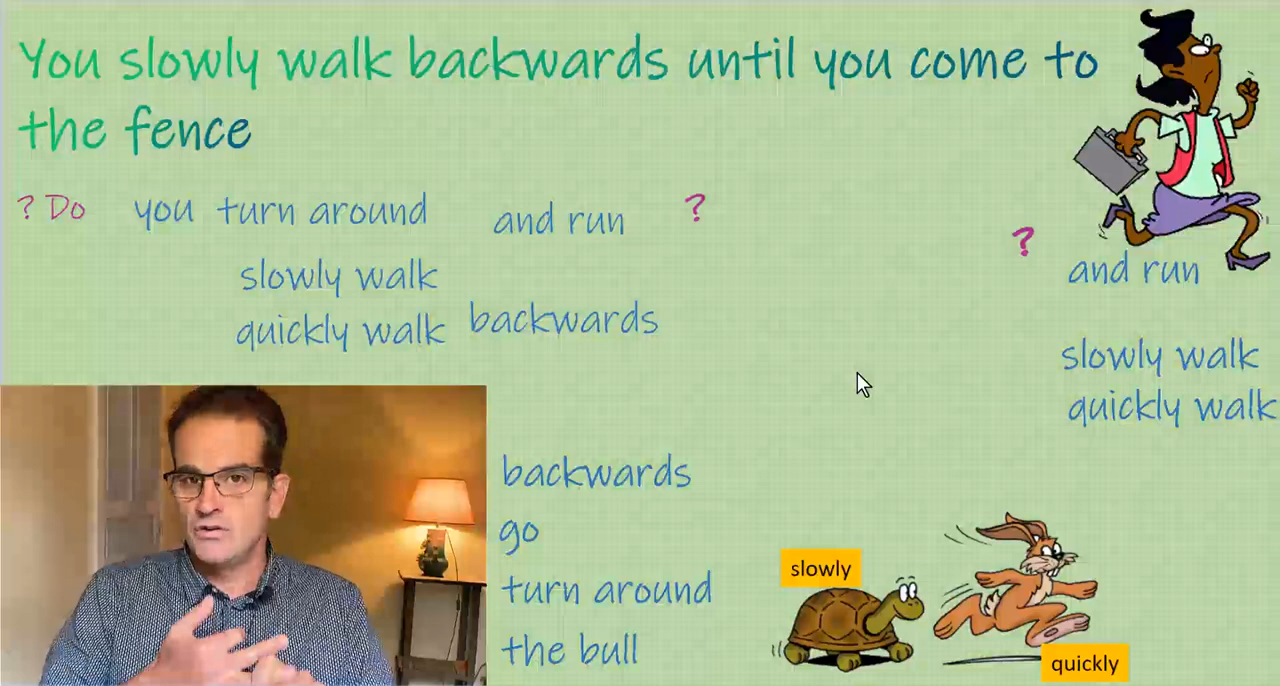 You slowly walk backwards until you come to
the fence
? Do you turn around and run ?
slowly walk
quickly walk backwards
?
and run
slowly walk
quickly walk
backwards
go
turn around
the bull
slowly
quickly